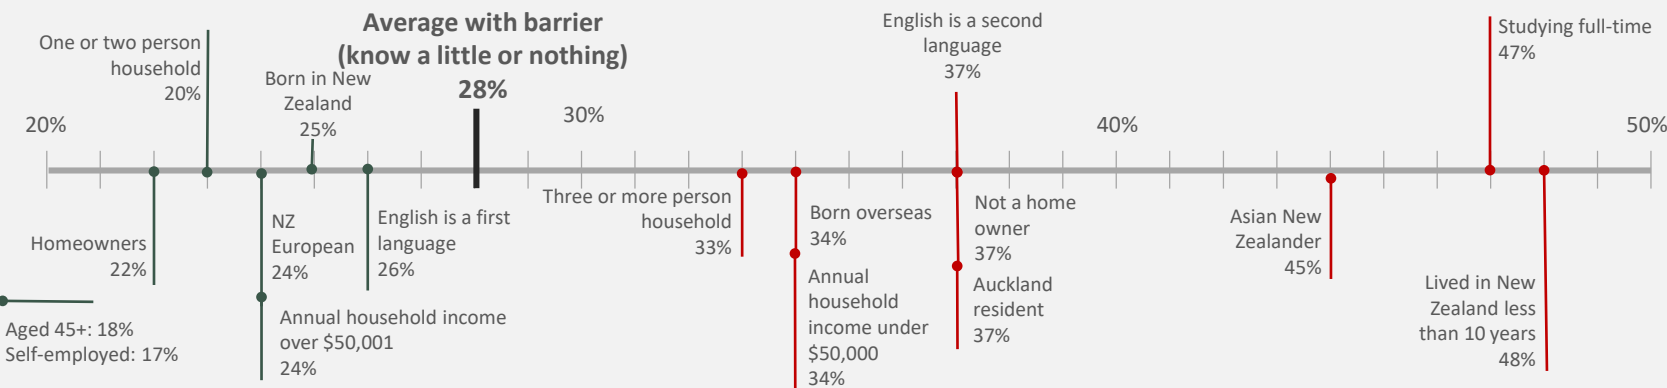 Average with barrier
(know a little or nothing)
28%
One or two person
household
20%
Born in New
Zealand
25%
English is a second
language
37%
Studying full-time
47%
20%
30%
40%
50%
Homeowners
22%
NZ
European
24%
English is a first
language
26%
Three or more person
household
33%
Born overseas
34%
Not a home
owner
37%
Asian New
Zealander
45%
Aged 45+: 18%
Self-employed: 17%
Annual household income
over $50,001
24%
Annual
household
income under
$50,000
34%
Auckland
resident
37%
Lived in New
Zealand less
than 10 years
48%